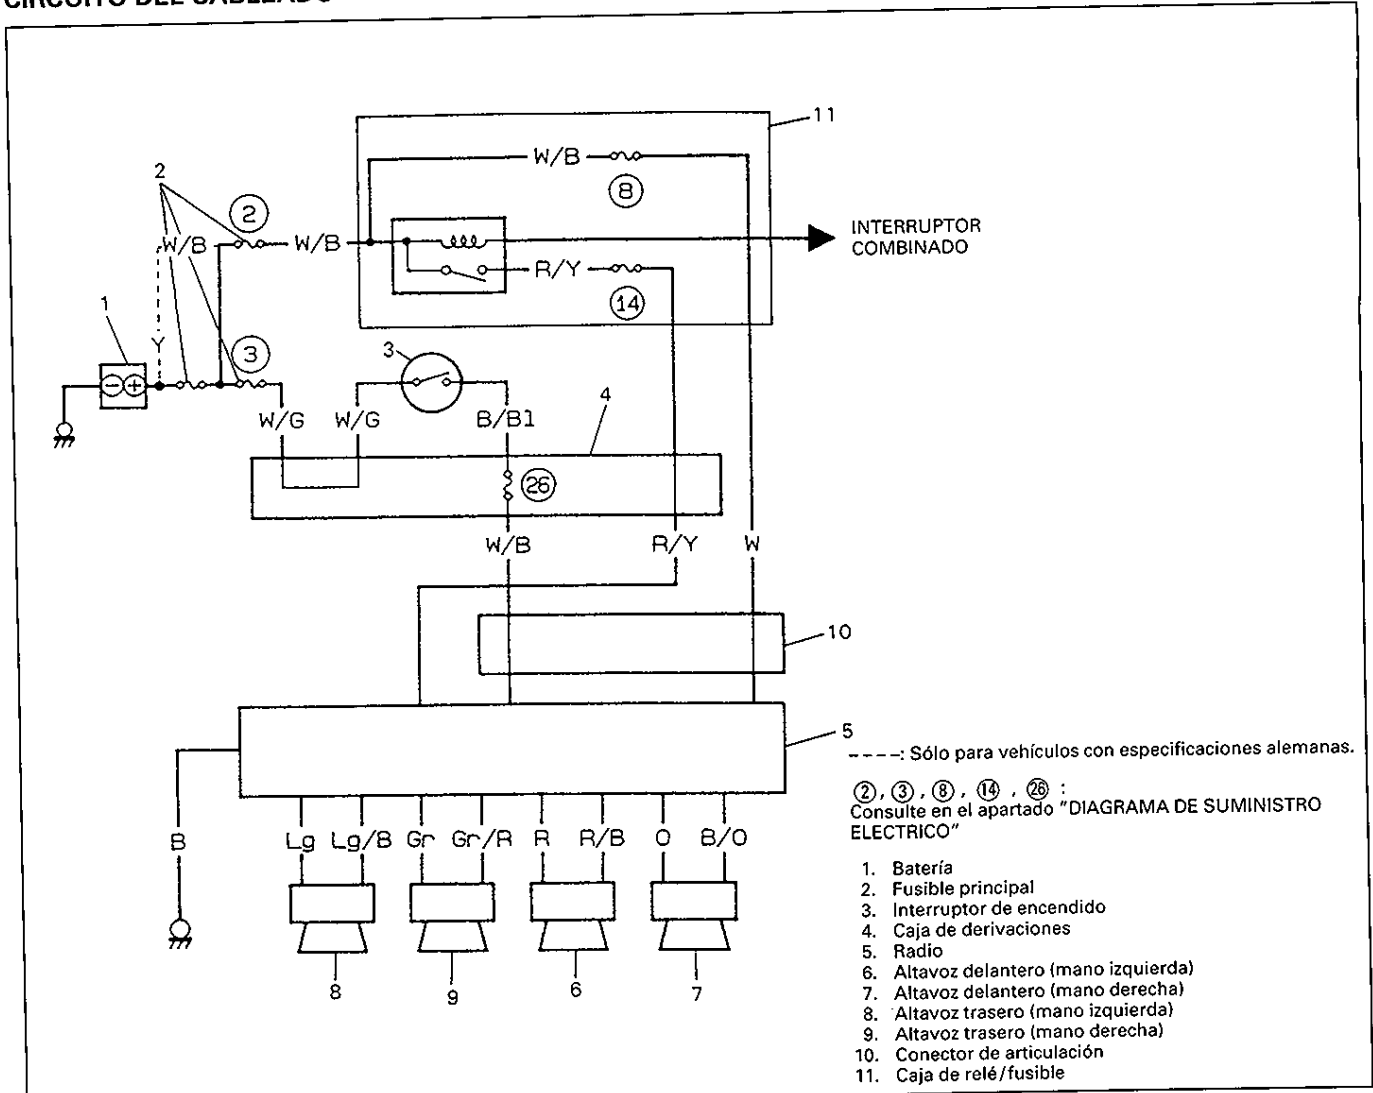 CIRCUITO DEL CABLEADO
11
W/B
8
2
2
W/B
W/B
INTERRUPTOR
COMBINADO
R/Y
14
1
Y
3
3
4
W/G
W/G
B/Bl
26
W/B
R/Y
W
10
5
----: Sólo para vehículos con especificaciones alemanas.
②, ③, ⑧, ⑭, ㉖ :
Consulte en el apartado "DIAGRAMA DE SUMINISTRO
ELECTRICO"
B
Lg
Lg/B
Gr
Gr/R
R
R/B
O
B/O
8
9
6
7
1. Batería
2. Fusible principal
3. Interruptor de encendido
4. Caja de derivaciones
5. Radio
6. Altavoz delantero (mano izquierda)
7. Altavoz delantero (mano derecha)
8. Altavoz trasero (mano izquierda)
9. Altavoz trasero (mano derecha)
10. Conector de articulación
11. Caja de relé/fusible